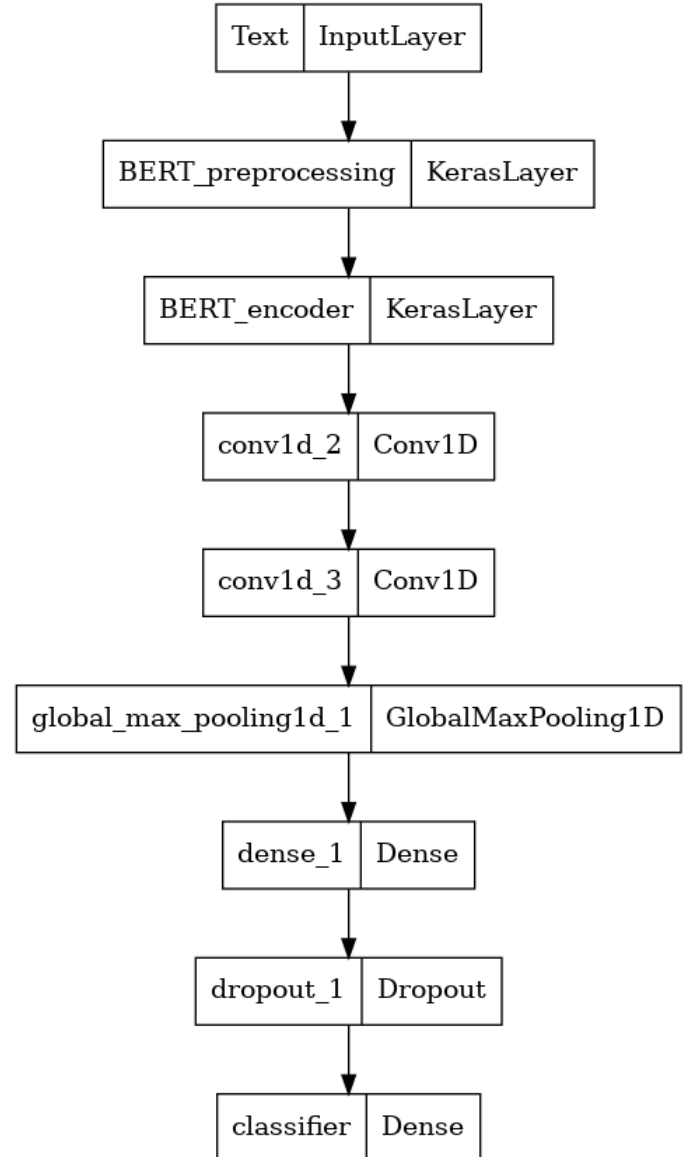 Text InputLayer
BERT_preprocessing KerasLayer
BERT_encoder KerasLayer
conv1d_2 Conv1D
conv1d_3 Conv1D
global_max_pooling1d_1 GlobalMaxPooling1D
dense_1 Dense
dropout_1 Dropout
classifier Dense